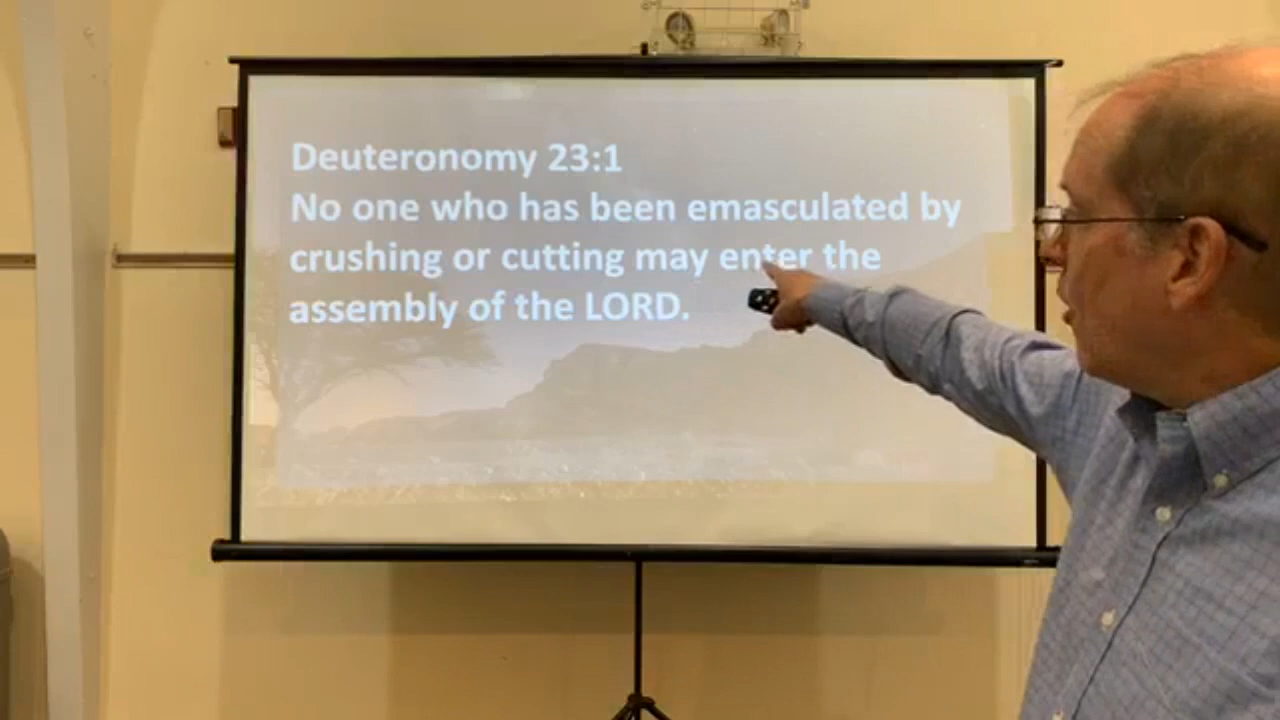 Deuteronomy 23:1
No one who has been emasculated by
crushing or cutting may enter the
assembly of the LORD.